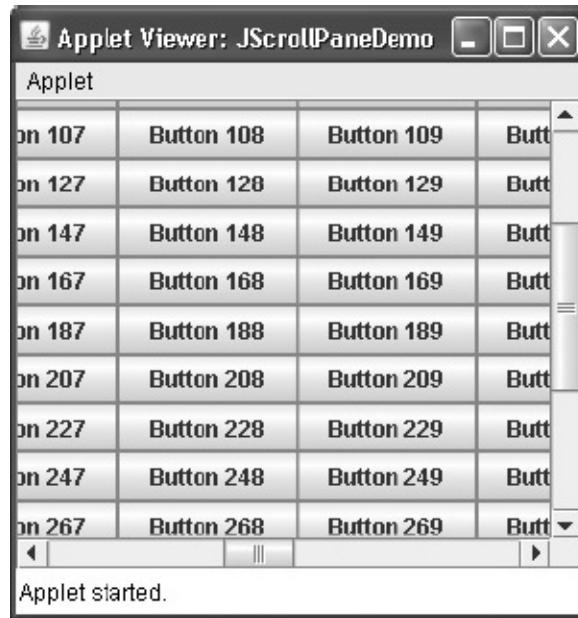 Applet Viewer: JScrollPaneDemo
Applet
on 107 Button 108 Button 109 Butt
on 127 Button 128 Button 129 Butt
on 147 Button 148 Button 149 Butt
on 167 Button 168 Button 169 Butt
on 187 Button 188 Button 189 Butt
on 207 Button 208 Button 209 Butt
on 227 Button 228 Button 229 Butt
on 247 Button 248 Button 249 Butt
on 267 Button 268 Button 269 Butt
Applet started.